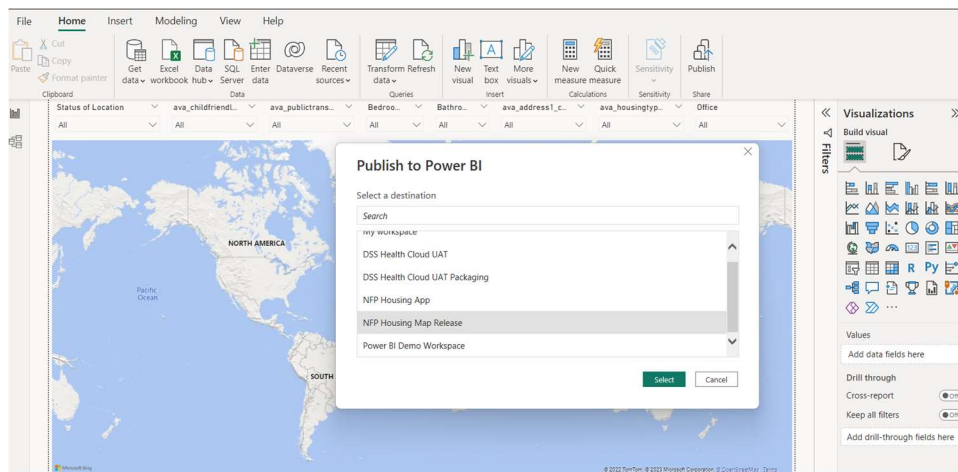 File Home Insert Modeling View Help
Paste
Cut
Copy
Format painter
Get data
Excel workbook
Data hub
SQL Server
Enter data
Dataverse
Recent sources
Transform data
Refresh
New visual
Text box
More visuals
New measure
Quick measure
Sensitivity
Publish
Clipboard Data Queries Insert Calculations Sensitivity Share
Status of Location ava_childfriendl... ava_publictrans... Bedroo... Bathro... ava_address1_c... ava_housingtyp... Office
All All All All All All All All
NORTH AMERICA
Pacific
Ocean
SOUTH
Microsoft Bing
© 2022 TomTom, © 2023 Microsoft Corporation, © OpenStreetMap Terms
Publish to Power BI
Select a destination
Search
My workspace
DSS Health Cloud UAT
DSS Health Cloud UAT Packaging
NFP Housing App
NFP Housing Map Release
Power BI Demo Workspace
Select Cancel
Filters
Visualizations
Build visual
R Py
123
...
Values
Add data fields here
Drill through
Cross-report
Off
Keep all filters
Off
Add drill-through fields here